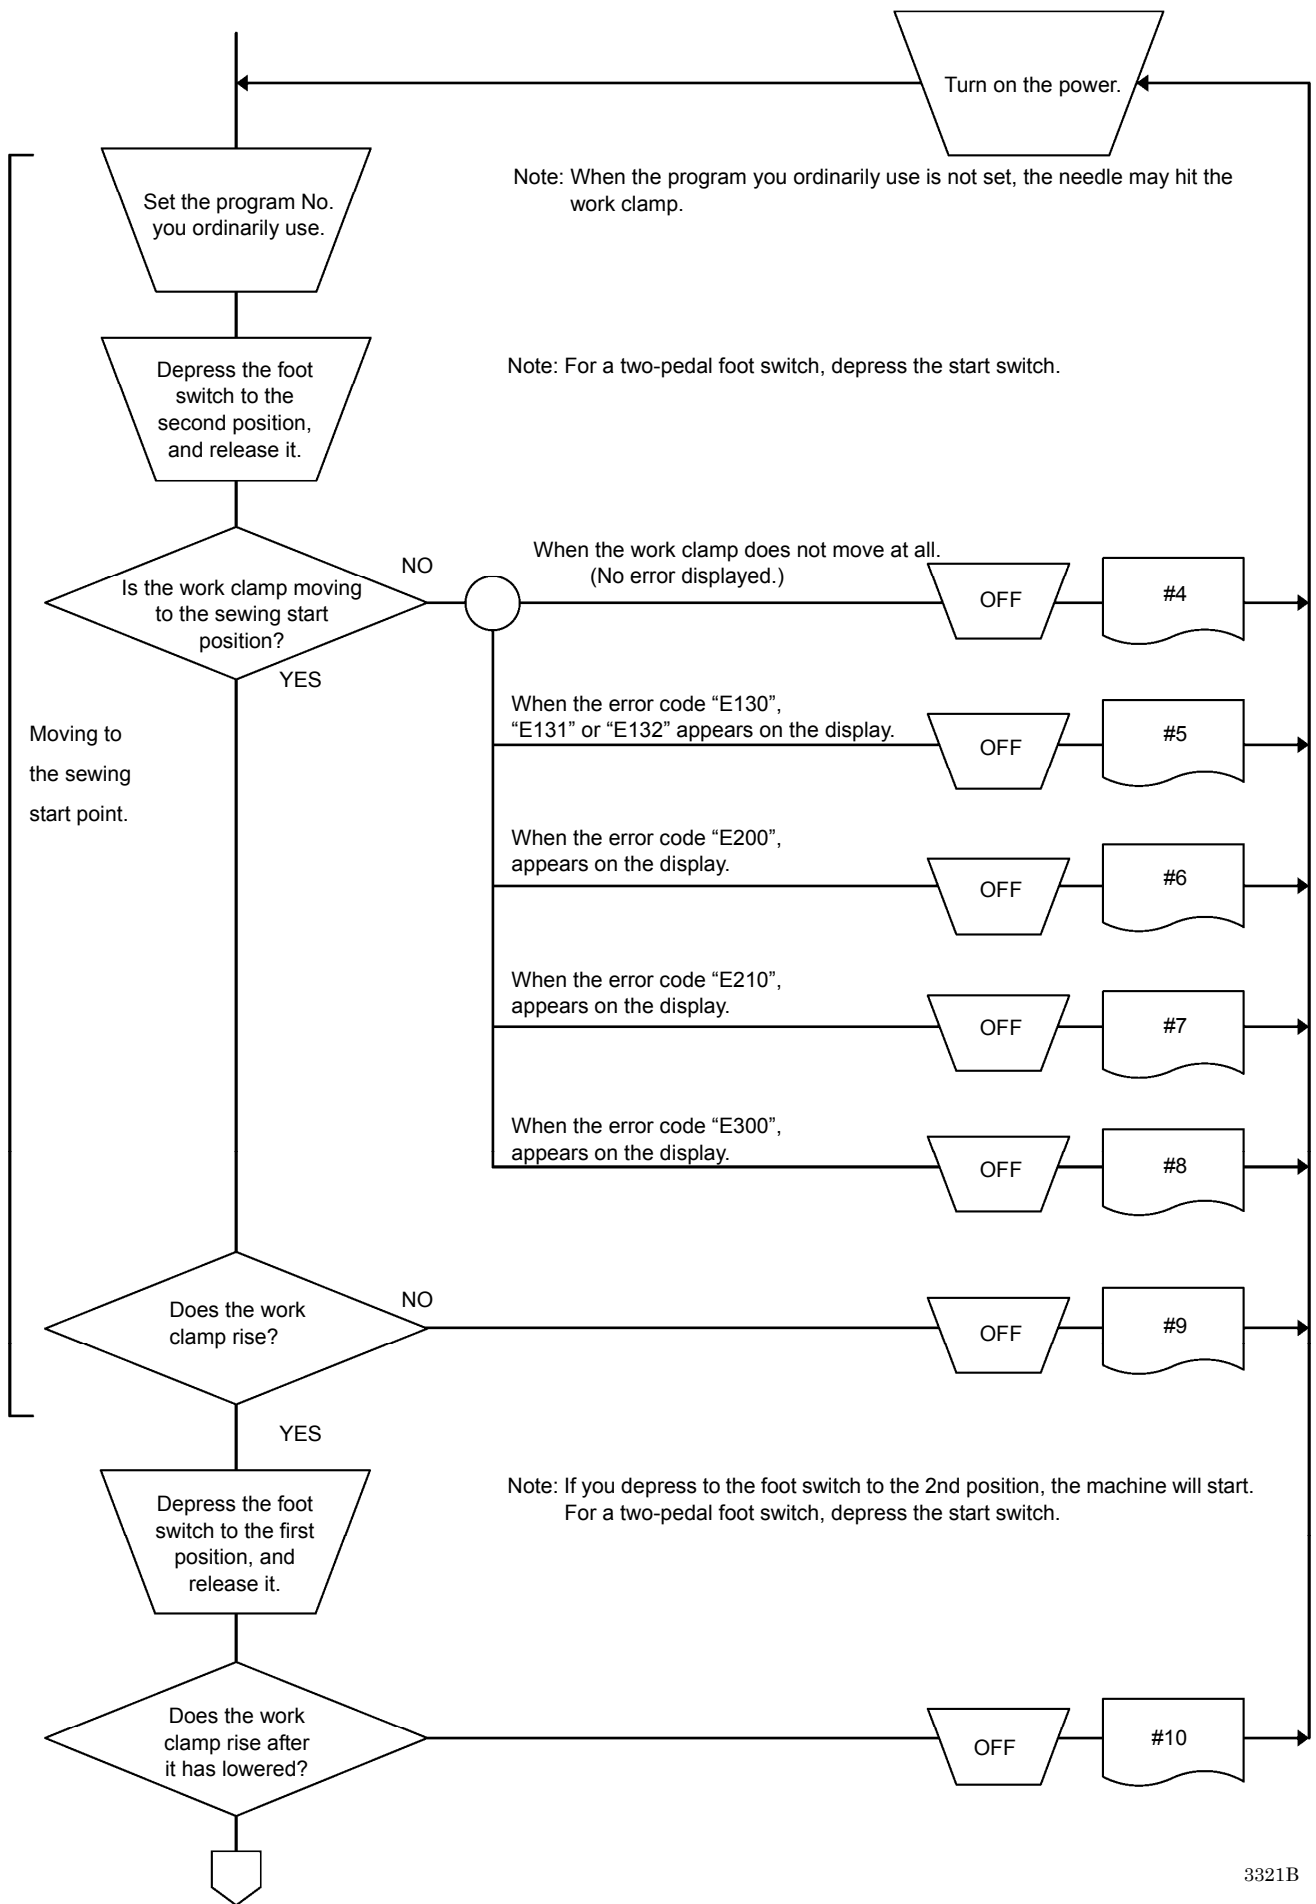 Turn on the power.
Note: When the program you ordinarily use is not set, the needle may hit the
work clamp.
Set the program No.
you ordinarily use.
Depress the foot
switch to the
second position,
and release it.
Note: For a two-pedal foot switch, depress the start switch.
Is the work clamp moving
to the sewing start
position?
NO
YES
When the work clamp does not move at all.
(No error displayed.)
OFF
#4
When the error code “E130”,
“E131” or “E132” appears on the display.
OFF
#5
Moving to
the sewing
start point.
When the error code “E200”,
appears on the display.
OFF
#6
When the error code “E210”,
appears on the display.
OFF
#7
When the error code “E300”,
appears on the display.
OFF
#8
Does the work
clamp rise?
NO
OFF
#9
YES
Depress the foot
switch to the first
position, and
release it.
Note: If you depress to the foot switch to the 2nd position, the machine will start.
For a two-pedal foot switch, depress the start switch.
Does the work
clamp rise after
it has lowered?
OFF
#10
3321B